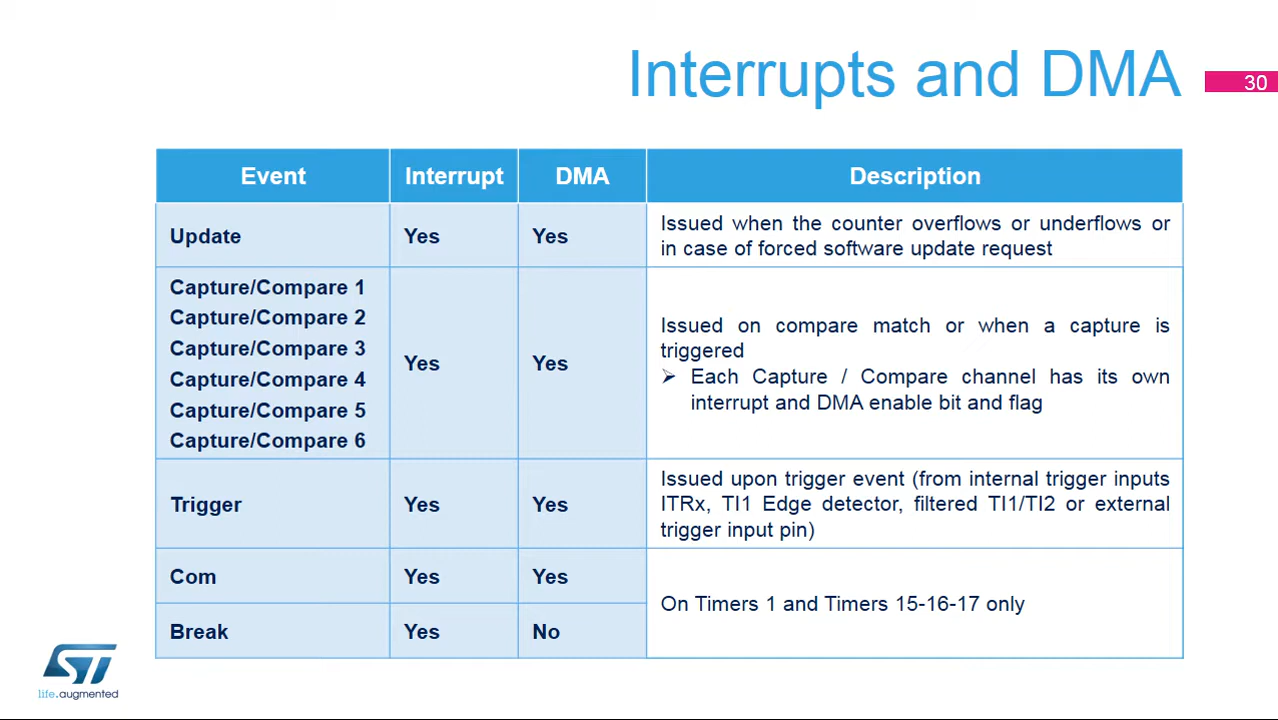 Interrupts and DMA
30
Event Interrupt DMA Description
Update Yes Yes
Issued when the counter overflows or underflows or
in case of forced software update request
Capture/Compare 1
Capture/Compare 2
Capture/Compare 3
Capture/Compare 4
Capture/Compare 5
Capture/Compare 6
Yes Yes
Issued on compare match or when a capture is
triggered
➢ Each Capture / Compare channel has its own
interrupt and DMA enable bit and flag
Trigger Yes Yes
Issued upon trigger event (from internal trigger inputs
ITRx, TI1 Edge detector, filtered TI1/TI2 or external
trigger input pin)
Com Yes Yes
Break Yes No
On Timers 1 and Timers 15-16-17 only
ST
life.augmented